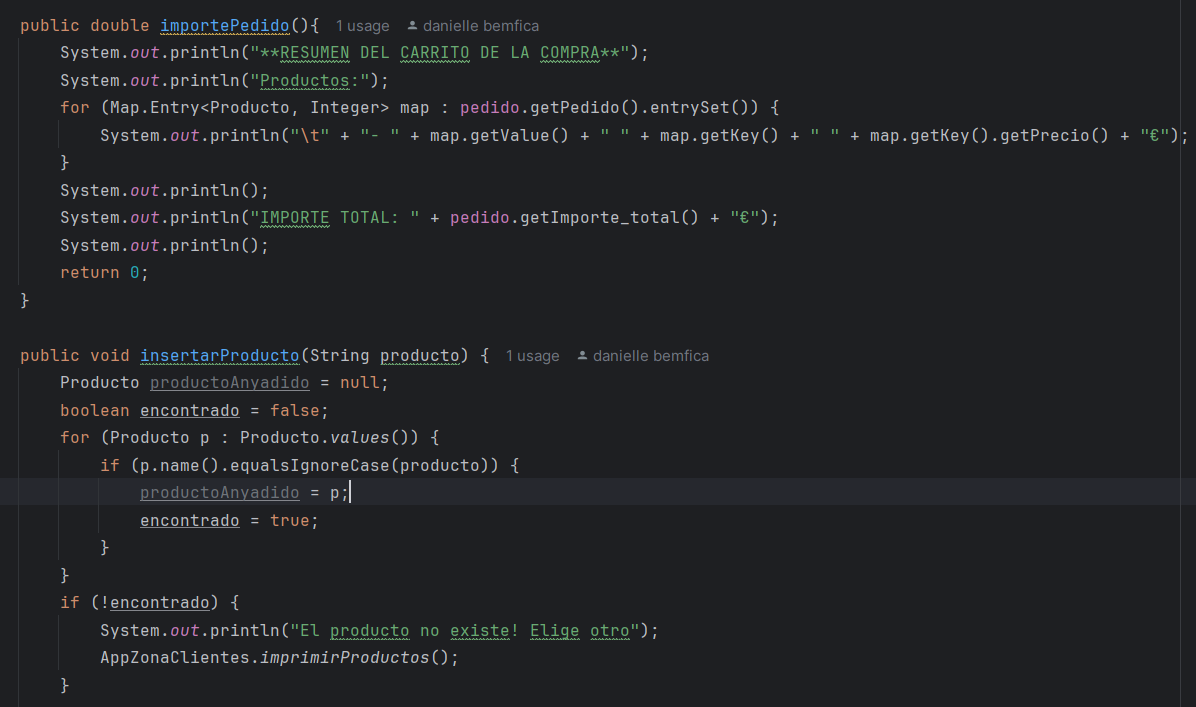 public double importePedido(){ 1 usage danielle bemfica
System.out.println("**RESUMEN DEL CARRITO DE LA COMPRA**");
System.out.println("Productos:");
for (Map.Entry<Producto, Integer> map : pedido.getPedido().entrySet()) {
System.out.println("\t" + "- " + map.getValue() + " " + map.getKey() + " " + map.getKey().getPrecio() + "€");
}
System.out.println();
System.out.println("IMPORTE TOTAL: " + pedido.getImporte_total() + "€");
System.out.println();
return 0;
}
public void insertarProducto(String producto) { 1 usage danielle bemfica
Producto productoAnyadido = null;
boolean encontrado = false;
for (Producto p : Producto.values()) {
if (p.name().equalsIgnoreCase(producto)) {
productoAnyadido = p;
encontrado = true;
}
}
if (!encontrado) {
System.out.println("El producto no existe! Elige otro");
AppZonaClientes.imprimirProductos();
}